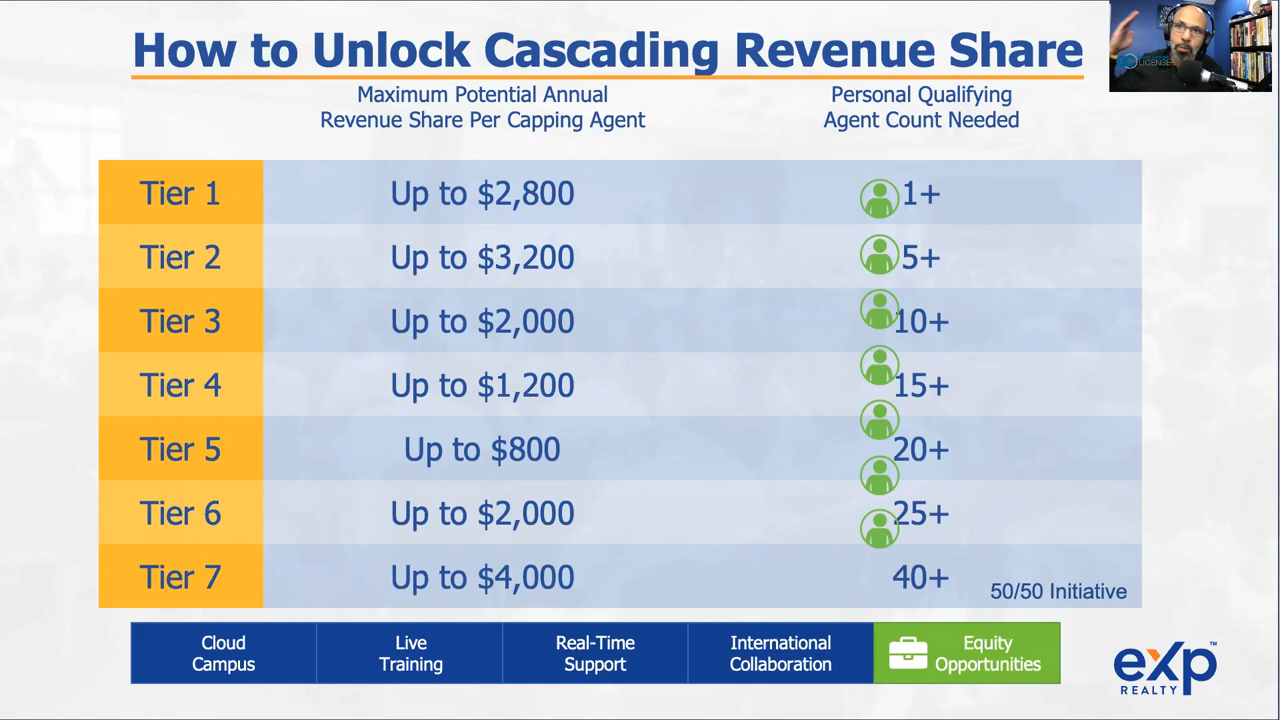 How to Unlock Cascading Revenue Share
Maximum Potential Annual
Revenue Share Per Capping Agent
Personal Qualifying
Agent Count Needed
Tier 1 Up to $2,800 1+
Tier 2 Up to $3,200 5+
Tier 3 Up to $2,000 10+
Tier 4 Up to $1,200 15+
Tier 5 Up to $800 20+
Tier 6 Up to $2,000 25+
Tier 7 Up to $4,000 40+ 50/50 Initiative
Cloud
Campus
Live
Training
Real-Time
Support
International
Collaboration
Equity
Opportunities
eXp™
REALTY